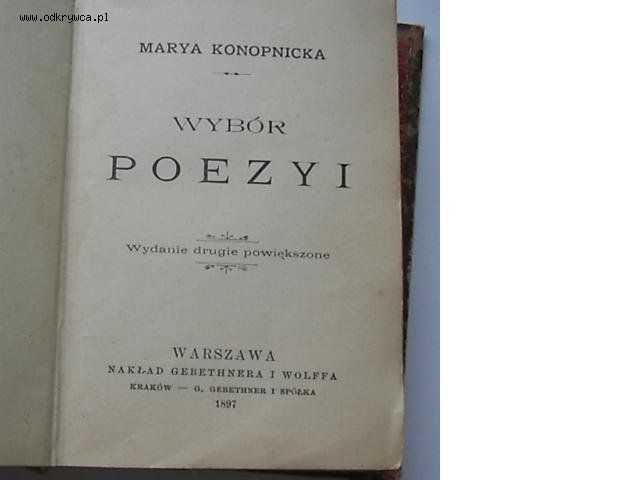 www.odkrywca.pl
MARYA KONOPNICKA
WYBÓR
POEZYI
Wydanie drugie powiększone
WARSZAWA
NAKŁAD GEBETHNERA I WOLFFA
KRAKÓW — G. GEBETHNER I SPÓŁKA
1897